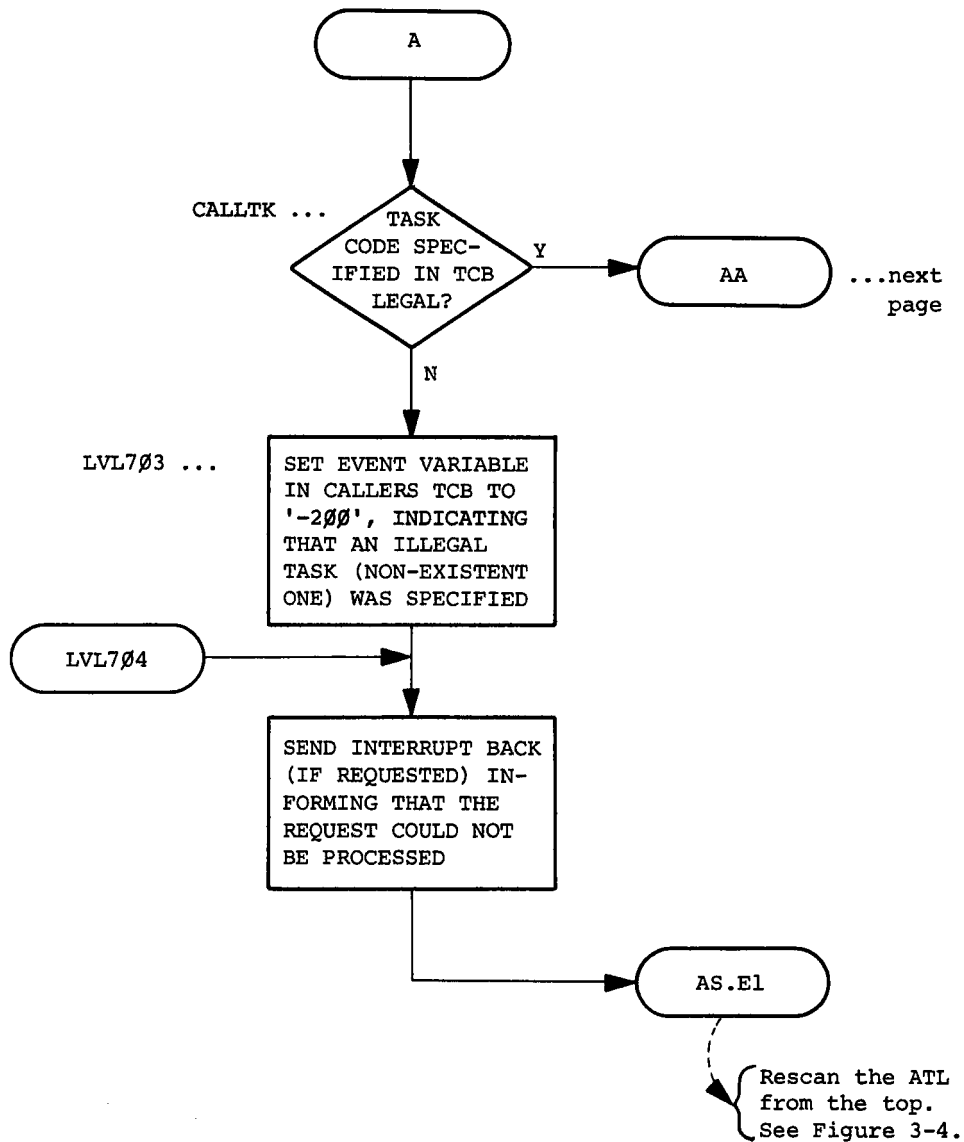 A
CALLTK ...
TASK
CODE SPEC-
IFIED IN TCB
LEGAL?
Y
AA
...next
page
N
LVL7Ø3 ...
SET EVENT VARIABLE
IN CALLERS TCB TO
'-2ØØ', INDICATING
THAT AN ILLEGAL
TASK (NON-EXISTENT
ONE) WAS SPECIFIED
LVL7Ø4
SEND INTERRUPT BACK
(IF REQUESTED) IN-
FORMING THAT THE
REQUEST COULD NOT
BE PROCESSED
AS.E1
Rescan the ATL
from the top.
See Figure 3-4.